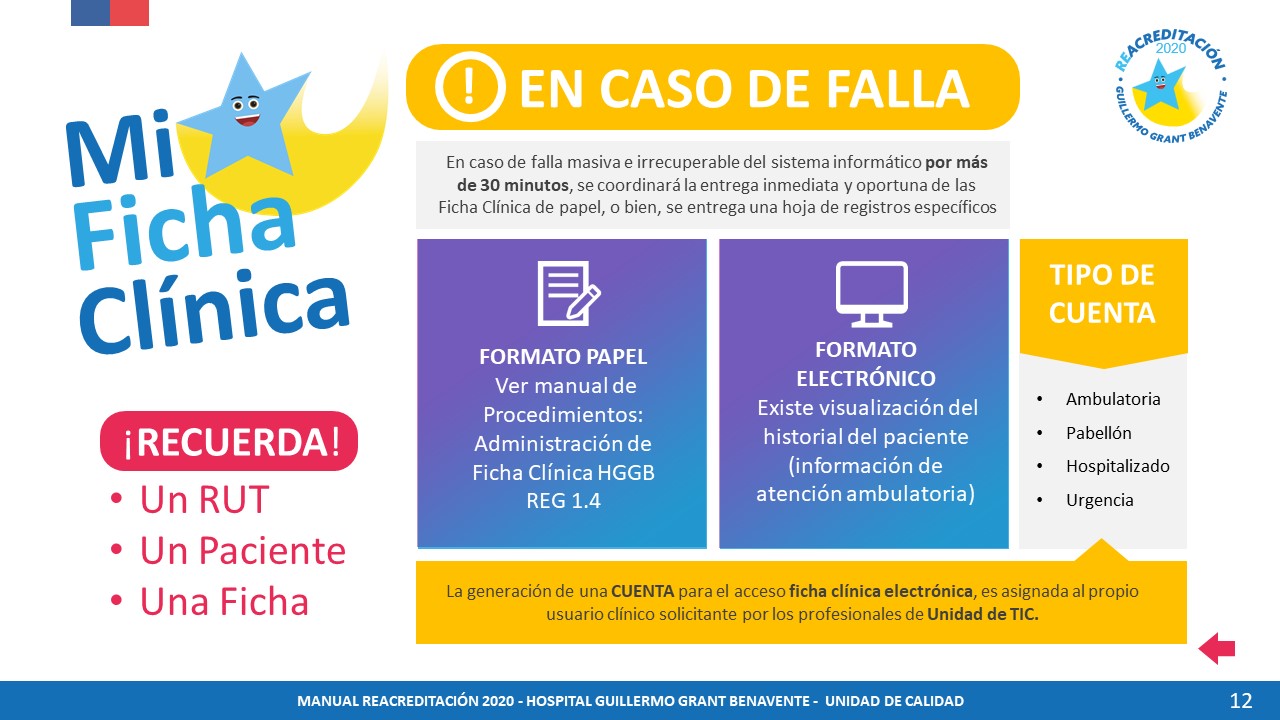 Mi
Ficha
Clínica
! EN CASO DE FALLA
REACREDITACIÓN
2020
GUILLERMO GRANT BENAVENTE
En caso de falla masiva e irrecuperable del sistema informático por más
de 30 minutos, se coordinará la entrega inmediata y oportuna de las
Ficha Clínica de papel, o bien, se entrega una hoja de registros específicos
FORMATO PAPEL
Ver manual de
Procedimientos:
Administración de
Ficha Clínica HGGB
REG 1.4
FORMATO
ELECTRÓNICO
Existe visualización del
historial del paciente
(información de
atención ambulatoria)
TIPO DE
CUENTA
• Ambulatoria
• Pabellón
• Hospitalizado
• Urgencia
¡RECUERDA!
• Un RUT
• Un Paciente
• Una Ficha
La generación de una CUENTA para el acceso ficha clínica electrónica, es asignada al propio
usuario clínico solicitante por los profesionales de Unidad de TIC.
MANUAL REACREDITACIÓN 2020 - HOSPITAL GUILLERMO GRANT BENAVENTE - UNIDAD DE CALIDAD
12